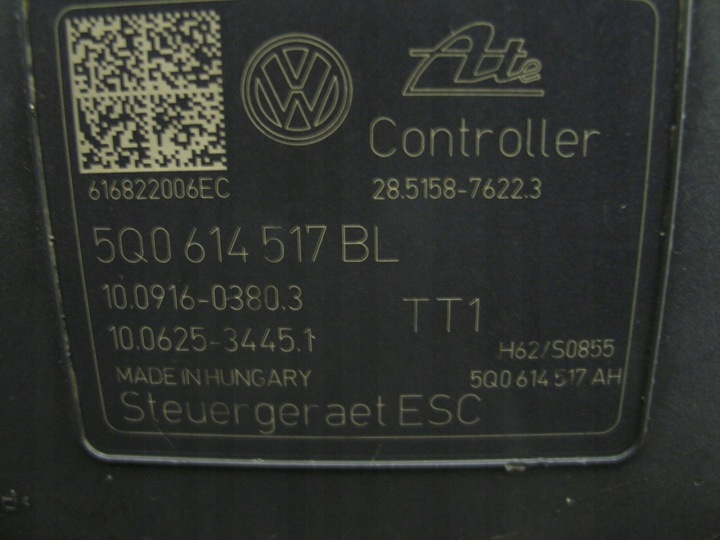 Ate
Controller
616822006EC
28.5158-7622.3
5Q0 614 517 BL
10.0916-0380.3
TT1
10.0625-3445.1
H62/S0855
MADE IN HUNGARY
5Q0 614 517 AH
Steuergeraet ESC